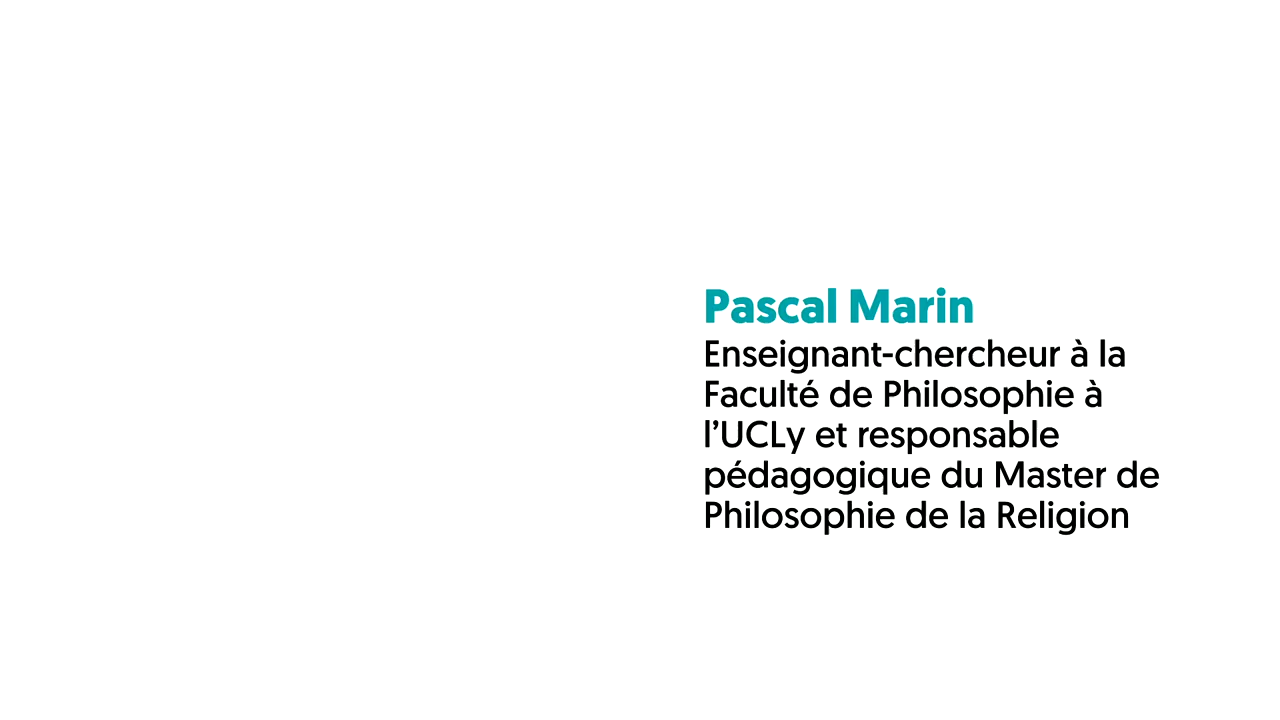 Pascal Marin
Enseignant-chercheur à la
Faculté de Philosophie à
l’UCLy et responsable
pédagogique du Master de
Philosophie de la Religion